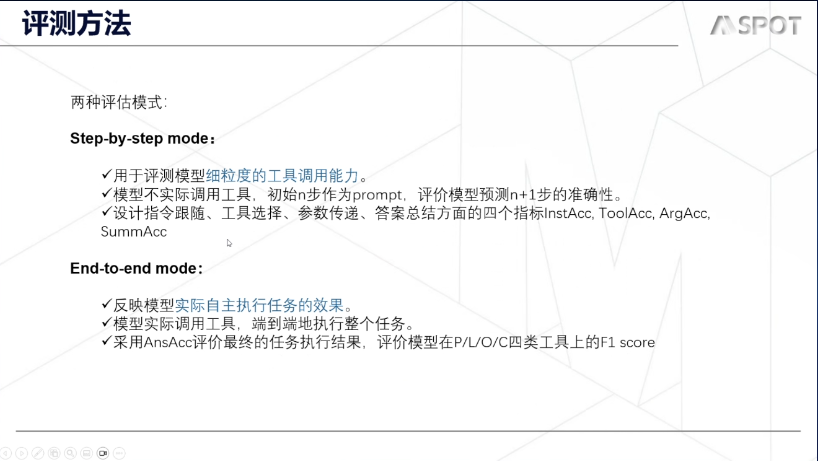 评测方法
MSPOT
两种评估模式：
Step-by-step mode：
✓用于评测模型细粒度的工具调用能力。
✓模型不实际调用工具，初始n步作为prompt，评价模型预测n+1步的准确性。
✓设计指令跟随、工具选择、参数传递、答案总结方面的四个指标InstAcc, ToolAcc, ArgAcc,
SummAcc
End-to-end mode：
✓反映模型实际自主执行任务的效果。
✓模型实际调用工具，端到端地执行整个任务。
✓采用AnsAcc评价最终的任务执行结果，评价模型在P/L/O/C四类工具上的F1 score